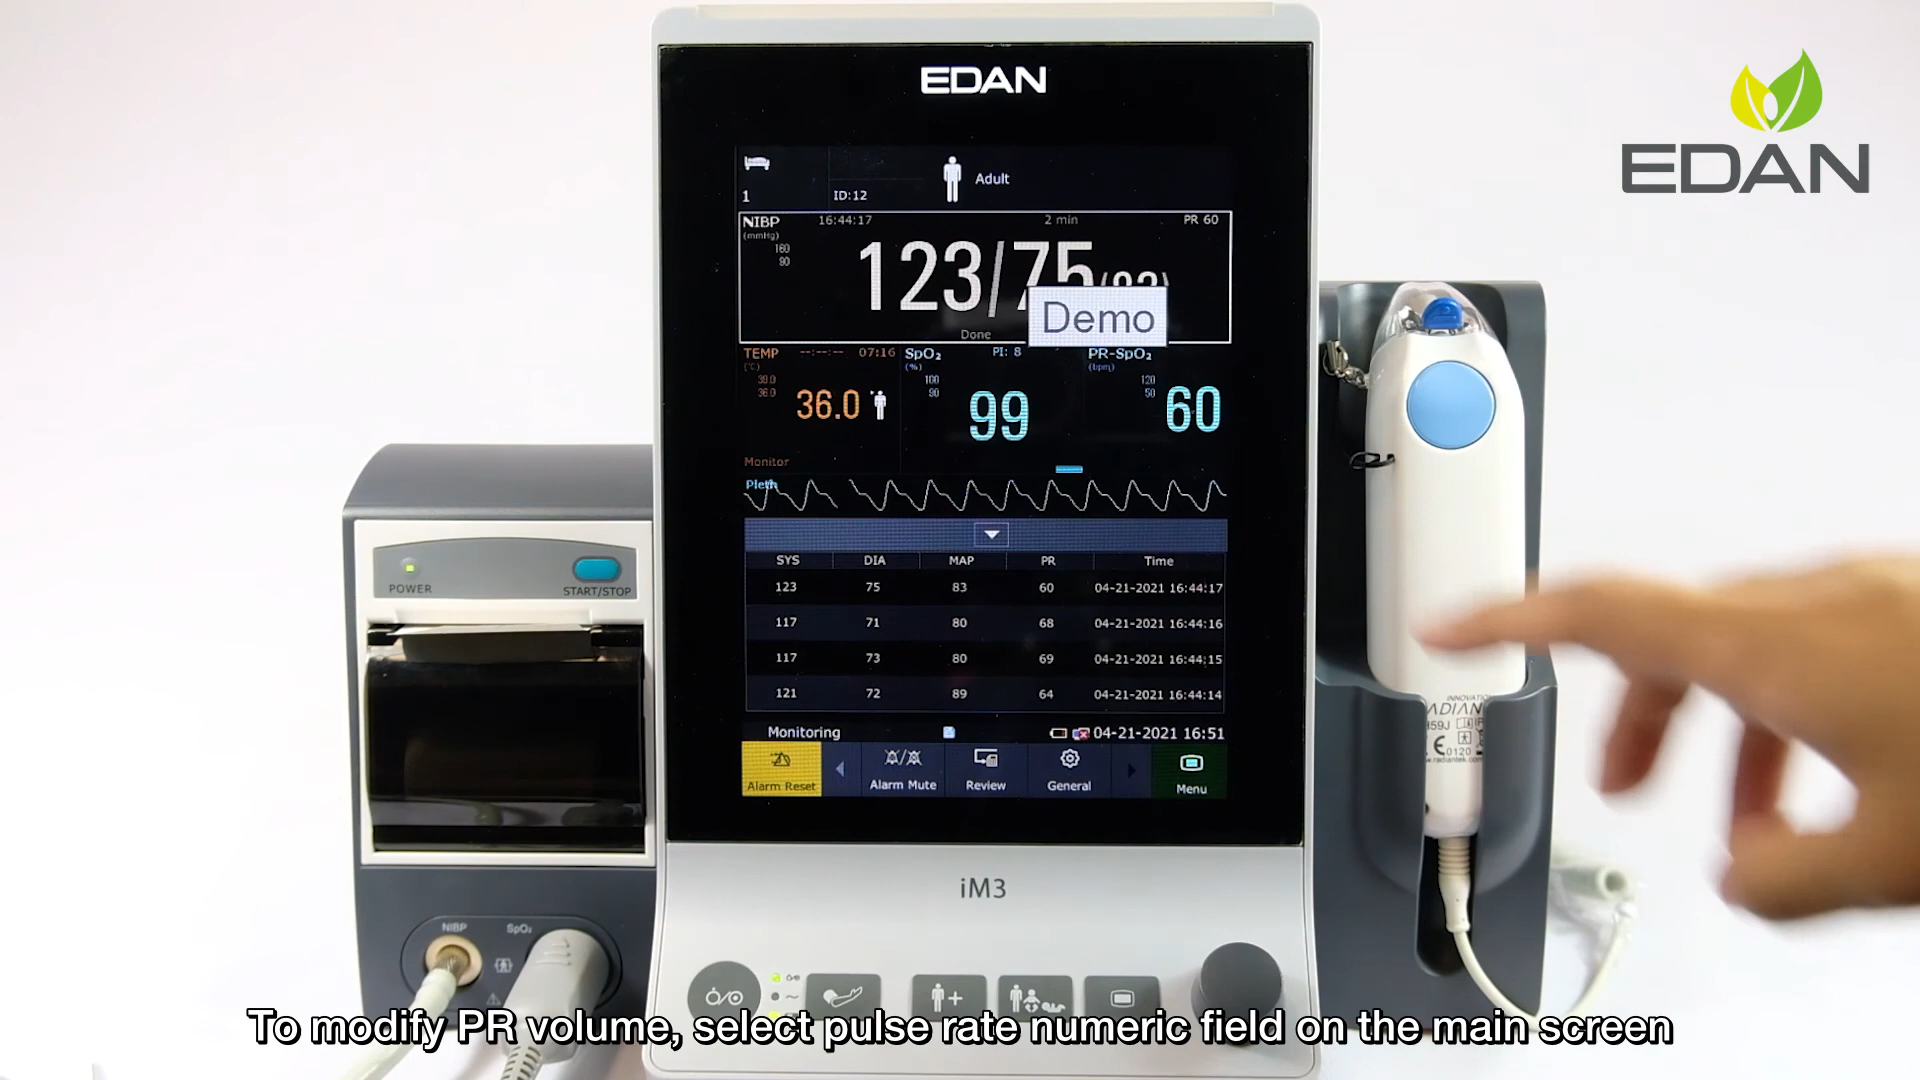 EDAN
EDAN
1
ID:12
Adult
NIBP 16:44:17 2 min PR 60
(mmHg)
160
90
123/75
Demo
Done
TEMP --:--:-- 07:16 SpO₂ PI: 8 PR-SpO₂
(°C) (%) (bpm)
39.0 100 120
36.0 90 50
36.0 99 60
Monitor
Pleth
SYS DIA MAP PR Time
123 75 83 60 04-21-2021 16:44:17
117 71 80 68 04-21-2021 16:44:16
117 73 80 69 04-21-2021 16:44:15
121 72 89 64 04-21-2021 16:44:14
Monitoring 04-21-2021 16:51
Alarm Reset Alarm Mute Review General Menu
POWER START/STOP
iM3
NIBP SpO₂
0120
www.radiantek.com
To modify PR volume, select pulse rate numeric field on the main screen